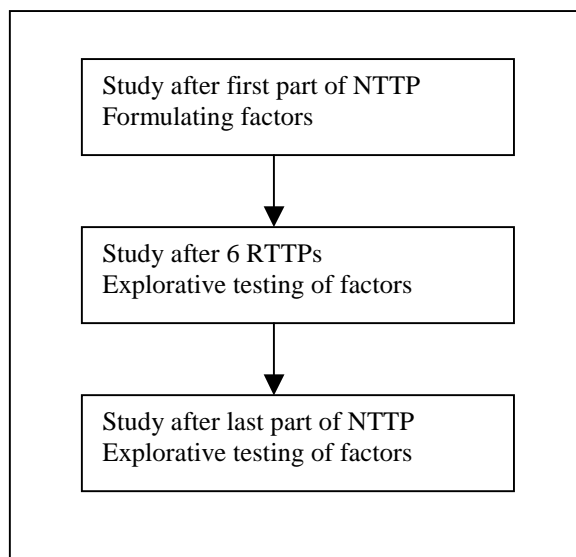 Study after first part of NTTP
Formulating factors
Study after 6 RTTPs
Explorative testing of factors
Study after last part of NTTP
Explorative testing of factors